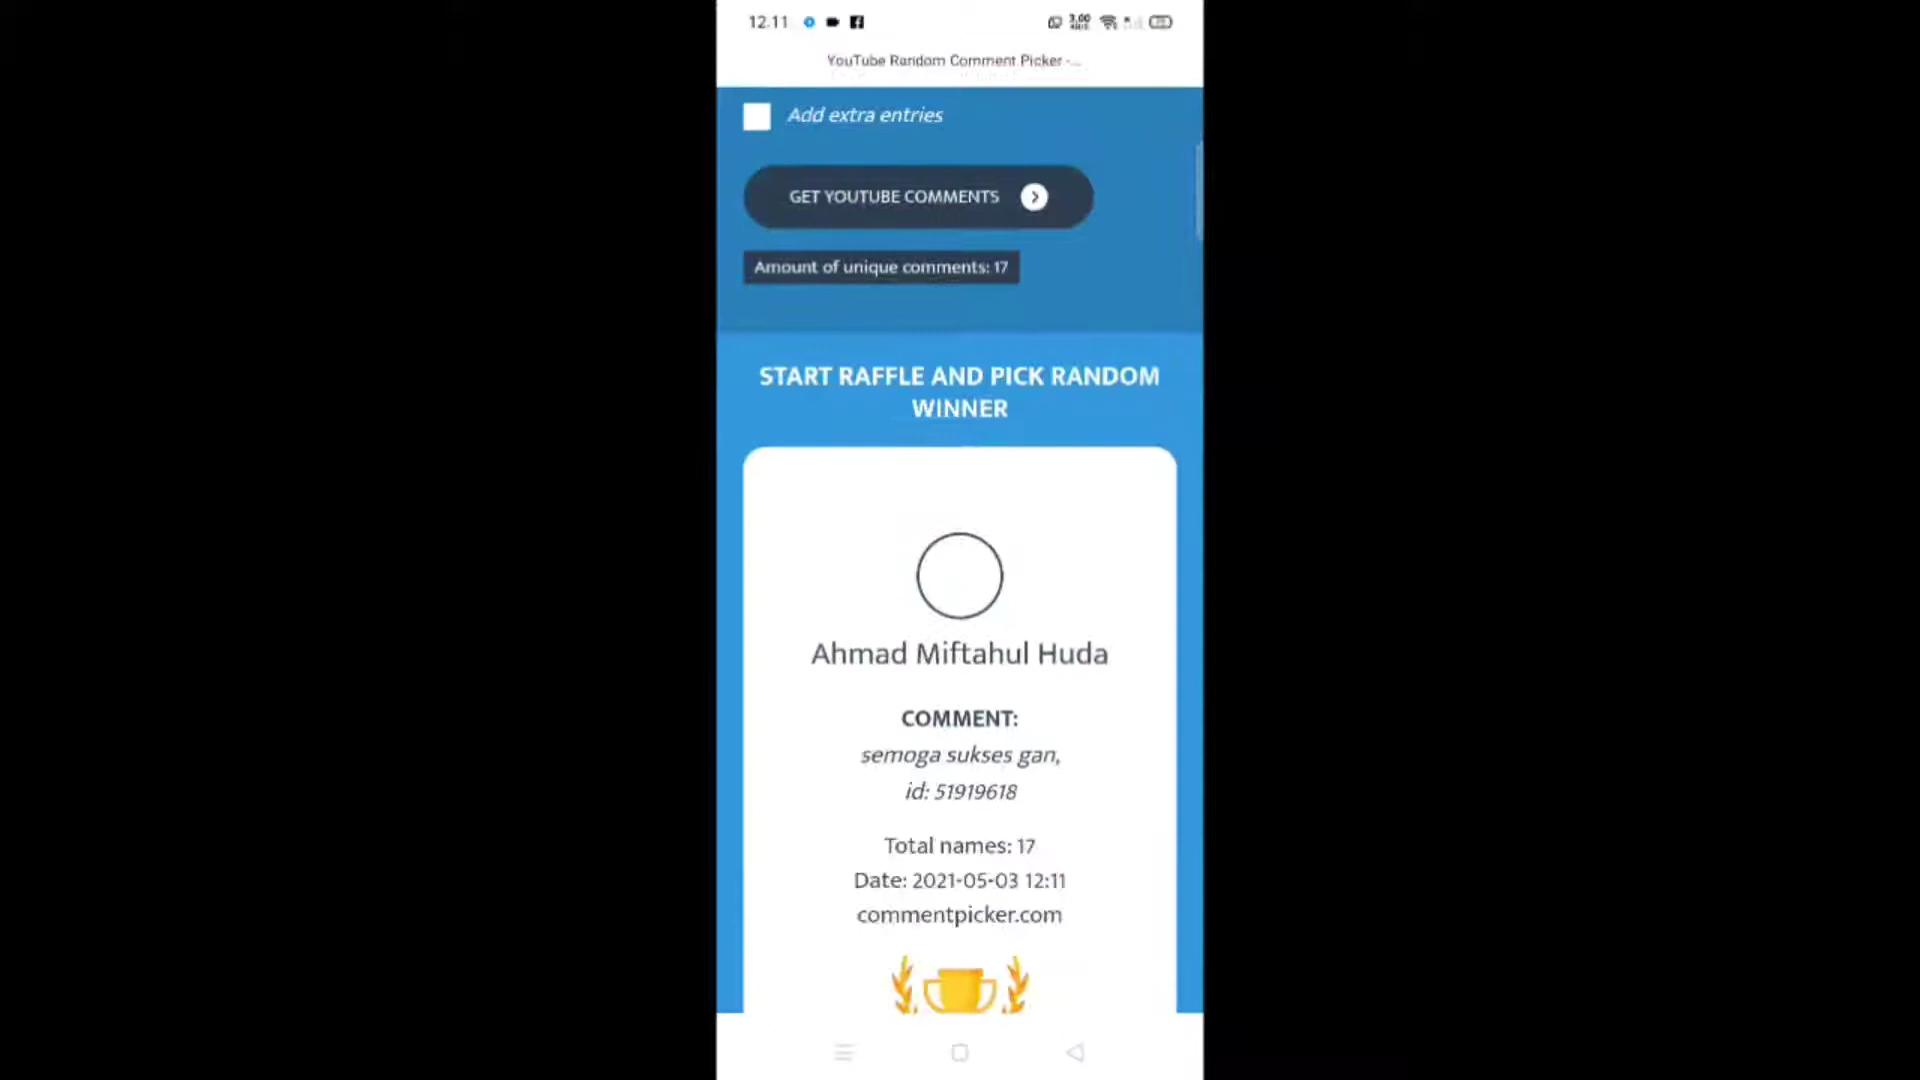 12.11
3,00
YouTube Random Comment Picker -...
Add extra entries
GET YOUTUBE COMMENTS
Amount of unique comments: 17
START RAFFLE AND PICK RANDOM
WINNER
Ahmad Miftahul Huda
COMMENT:
semoga sukses gan,
id: 51919618
Total names: 17
Date: 2021-05-03 12:11
commentpicker.com